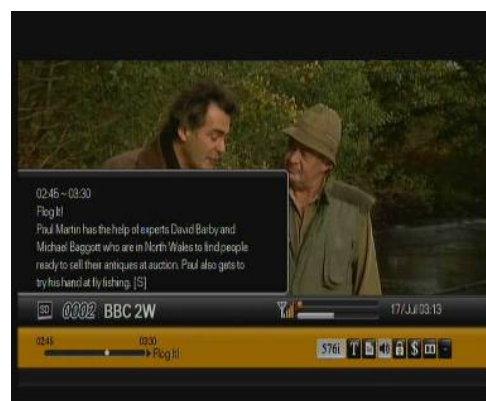 02:45 ~ 03:30
Flog It!
Paul Martin has the help of experts David Barby and
Michael Baggott who are in North Wales to find people
ready to sell their antiques at auction. Paul also gets to
try his hand at fly fishing. [S]
SD 0002 BBC 2W 17/Jul 03:13
02:45 03:30
Flog It!
576i T $